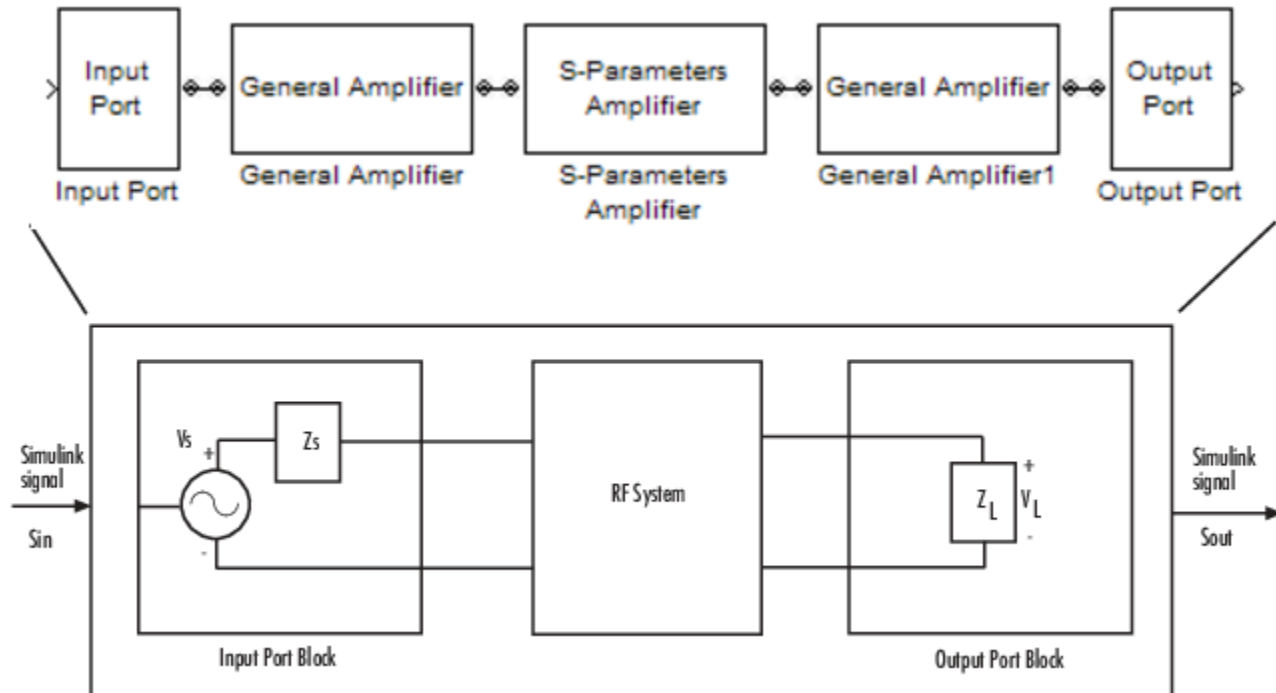 Input
Port
General Amplifier
S-Parameters
Amplifier
General Amplifier
Output
Port
Input Port
General Amplifier
S-Parameters
Amplifier
General Amplifier1
Output Port
Simulink
signal
Sin
Vs
+
-
Zs
RF System
Z L
+
V L
-
Simulink
signal
Sout
Input Port Block
Output Port Block